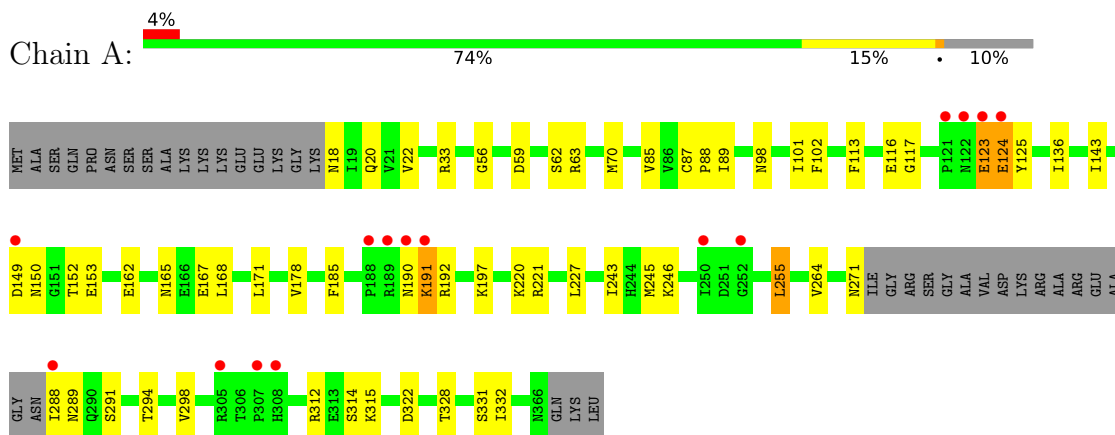 4%
Chain A:
74% 15% • 10%
MET ALA SER GLN PRO ASN SER SER ALA LYS LYS LYS GLU GLU LYS GLY LYS N18 I19 Q20 V21 V22 R33 G56 D59 S62 R63 M70 V85 V86 C87 P88 I89 N98 I101 F102 F113 E116 G117 P121 N122 E123 E124 Y125 I136 I143
D149 N150 G151 T152 E153 E162 N165 E166 E167 L168 L171 V178 F185 P188 R189 N190 K191 R192 K197 K220 R221 L227 I243 H244 M245 K246 I250 D251 G252 L255 V264 N271 ILE GLY ARG SER GLY ALA VAL ASP LYS ARG ALA ARG GLU ALA
GLY ASN I288 N289 Q290 S291 T294 V298 R305 T306 P307 H308 R312 E313 S314 K315 D322 T328 S331 I332 N366 GLN LYS LEU